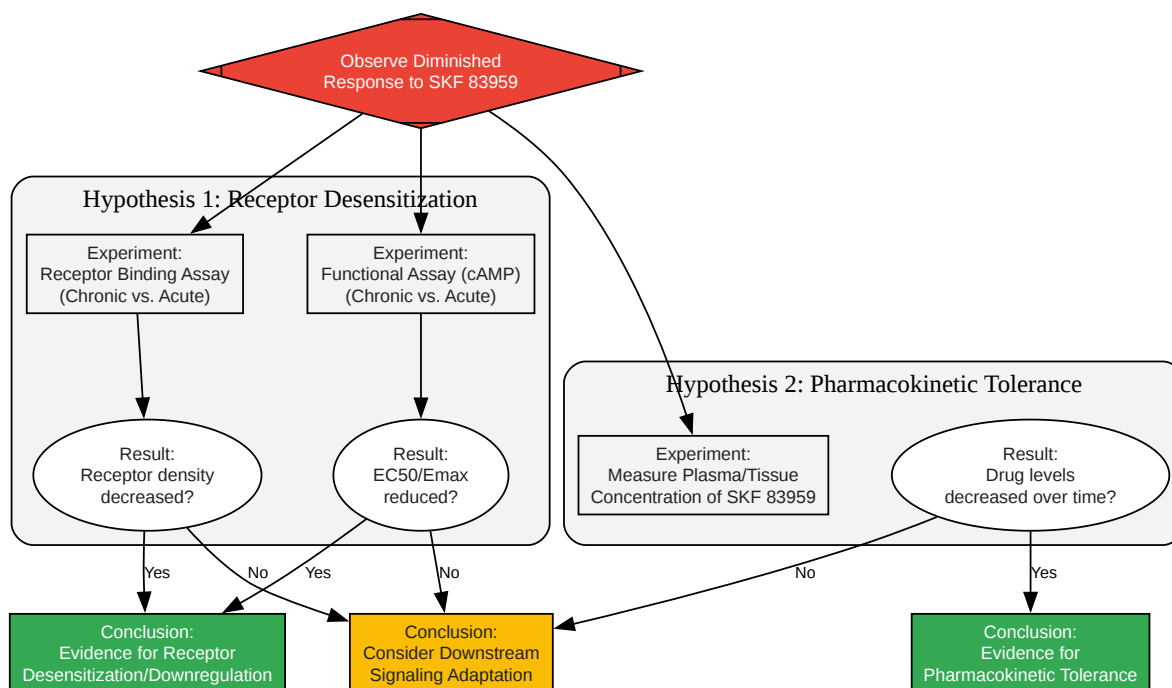 Observe Diminished
Response to SKF 83959
Hypothesis 1: Receptor Desensitization
Experiment:
Receptor Binding Assay
(Chronic vs. Acute)
Experiment:
Functional Assay (cAMP)
(Chronic vs. Acute)
Hypothesis 2: Pharmacokinetic Tolerance
Result:
Receptor density
decreased?
Result:
EC50/Emax
reduced?
Experiment:
Measure Plasma/Tissue
Concentration of SKF 83959
Result:
Drug levels
decreased over time?
Yes
No
Yes
No
No
Yes
Conclusion:
Evidence for Receptor
Desensitization/Downregulation
Conclusion:
Consider Downstream
Signaling Adaptation
Conclusion:
Evidence for
Pharmacokinetic Tolerance